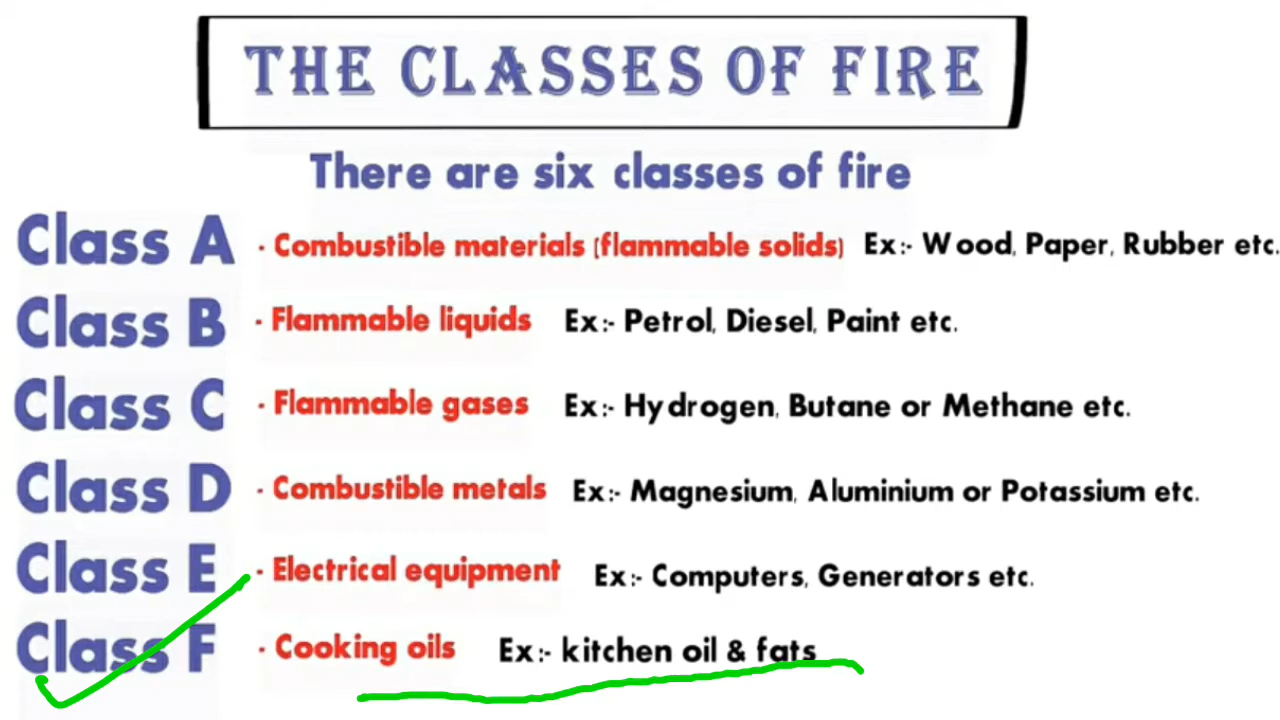 THE CLASSES OF FIRE
There are six classes of fire
Class A - Combustible materials (flammable solids) Ex:- Wood, Paper, Rubber etc.
Class B - Flammable liquids Ex:- Petrol, Diesel, Paint etc.
Class C - Flammable gases Ex:- Hydrogen, Butane or Methane etc.
Class D - Combustible metals Ex:- Magnesium, Aluminium or Potassium etc.
Class E - Electrical equipment Ex:- Computers, Generators etc.
Class F - Cooking oils Ex:- kitchen oil & fats